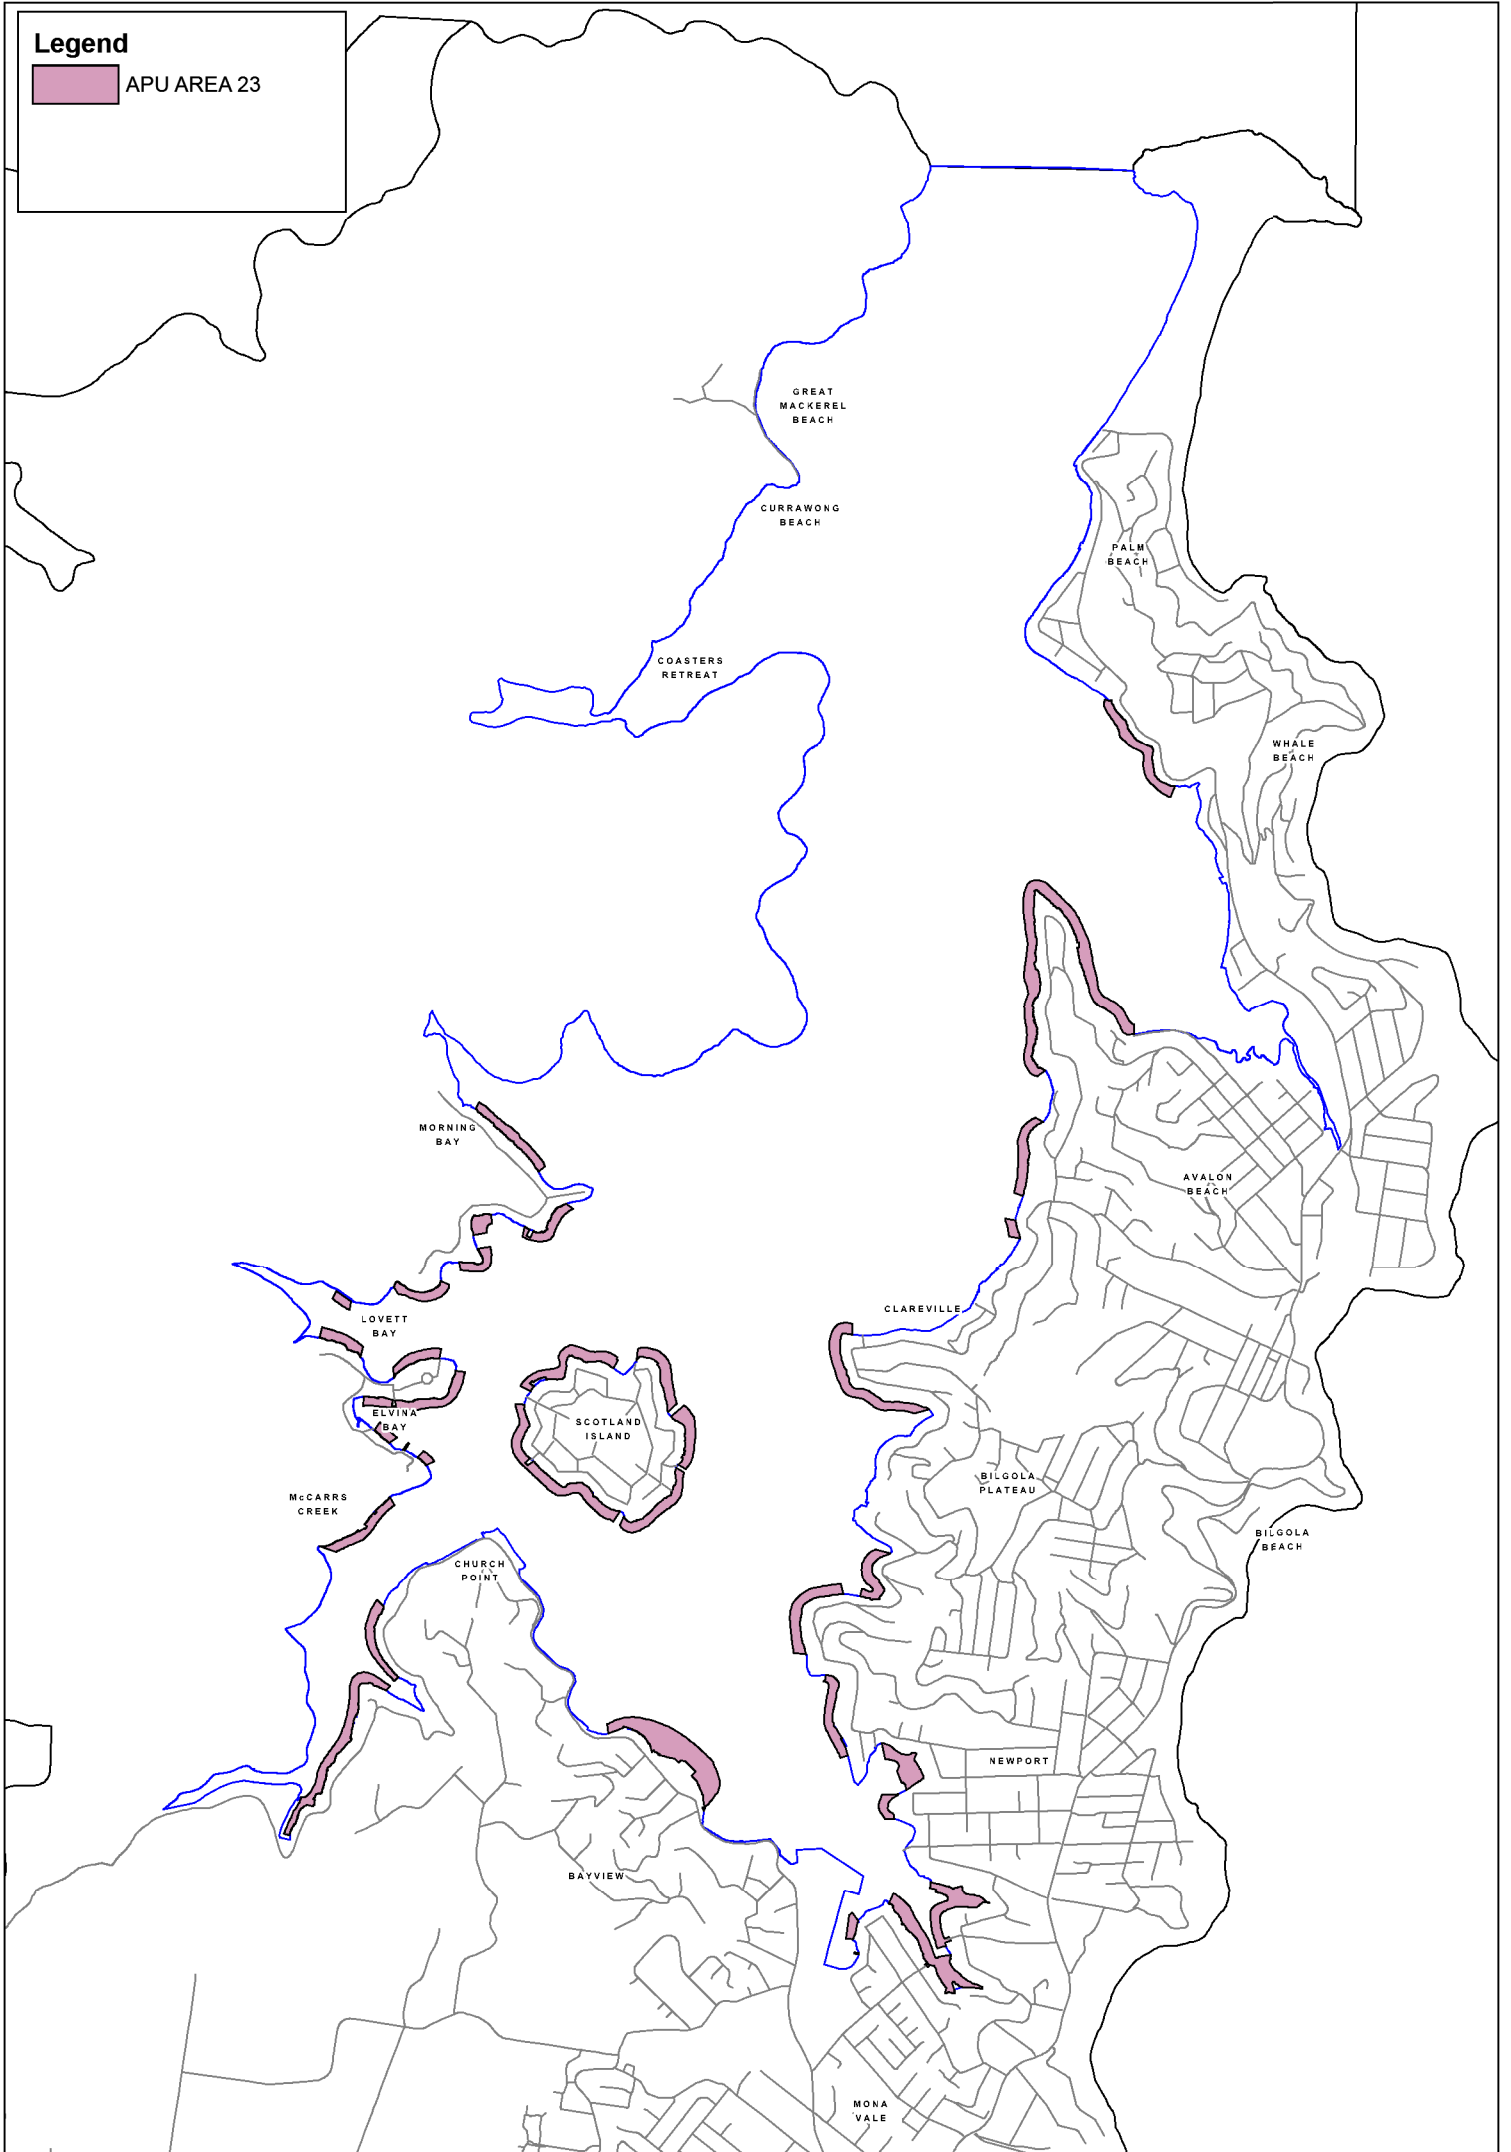 Legend
APU AREA 23
GREAT
MACKEREL
BEACH
CURRAWONG
BEACH
PALM
BEACH
COASTERS
RETREAT
WHALE
BEACH
MORNING
BAY
AVALON
BEACH
CLAREVILLE
LOVETT
BAY
ELVINA
BAY
SCOTLAND
ISLAND
BILGOLA
PLATEAU
McCARRS
CREEK
BILGOLA
BEACH
CHURCH
POINT
NEWPORT
BAYVIEW
MONA
VALE